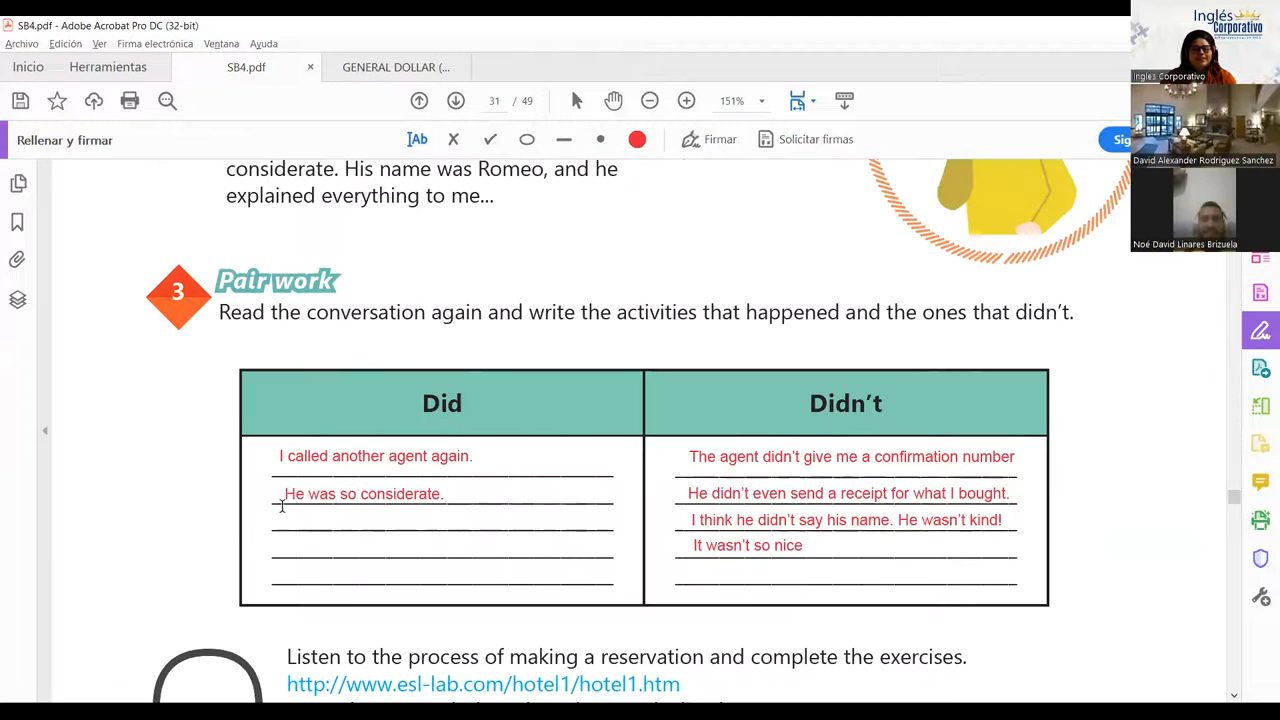 SB4.pdf - Adobe Acrobat Pro DC (32-bit)
Archivo Edición Ver Firma electrónica Ventana Ayuda
Inicio Herramientas SB4.pdf × GENERAL DOLLAR (...
31 / 49 151%
Rellenar y firmar
IAb Firmar Solicitar firmas Sig
Inglés
Corporativo
Ingles Corporativo
David Alexander Rodriguez Sanchez
Noé David Linares Brizuela
considerate. His name was Romeo, and he
explained everything to me...
3 Pair work
Read the conversation again and write the activities that happened and the ones that didn't.
Did Didn't
I called another agent again. The agent didn't give me a confirmation number
He was so considerate. He didn't even send a receipt for what I bought.
I think he didn't say his name. He wasn't kind!
It wasn't so nice
Listen to the process of making a reservation and complete the exercises.
http://www.esl-lab.com/hotel1/hotel1.htm